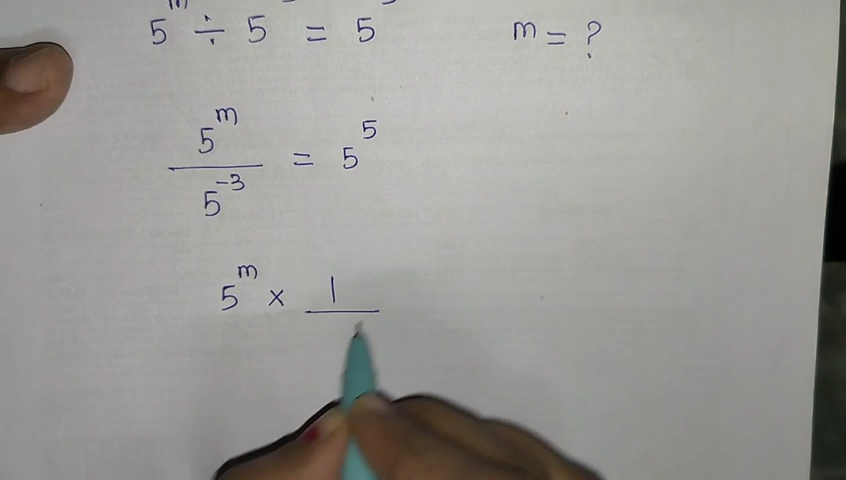 5^m ÷ 5 = 5 m = ?
5^m / 5^-3 = 5^5
5^m × 1